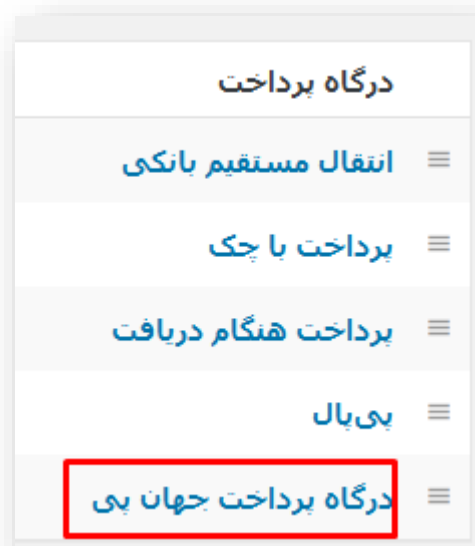 درگاه پرداخت
انتقال مستقیم بانکی
پرداخت با چک
پرداخت هنگام دریافت
پی‌پال
درگاه پرداخت جهان پی